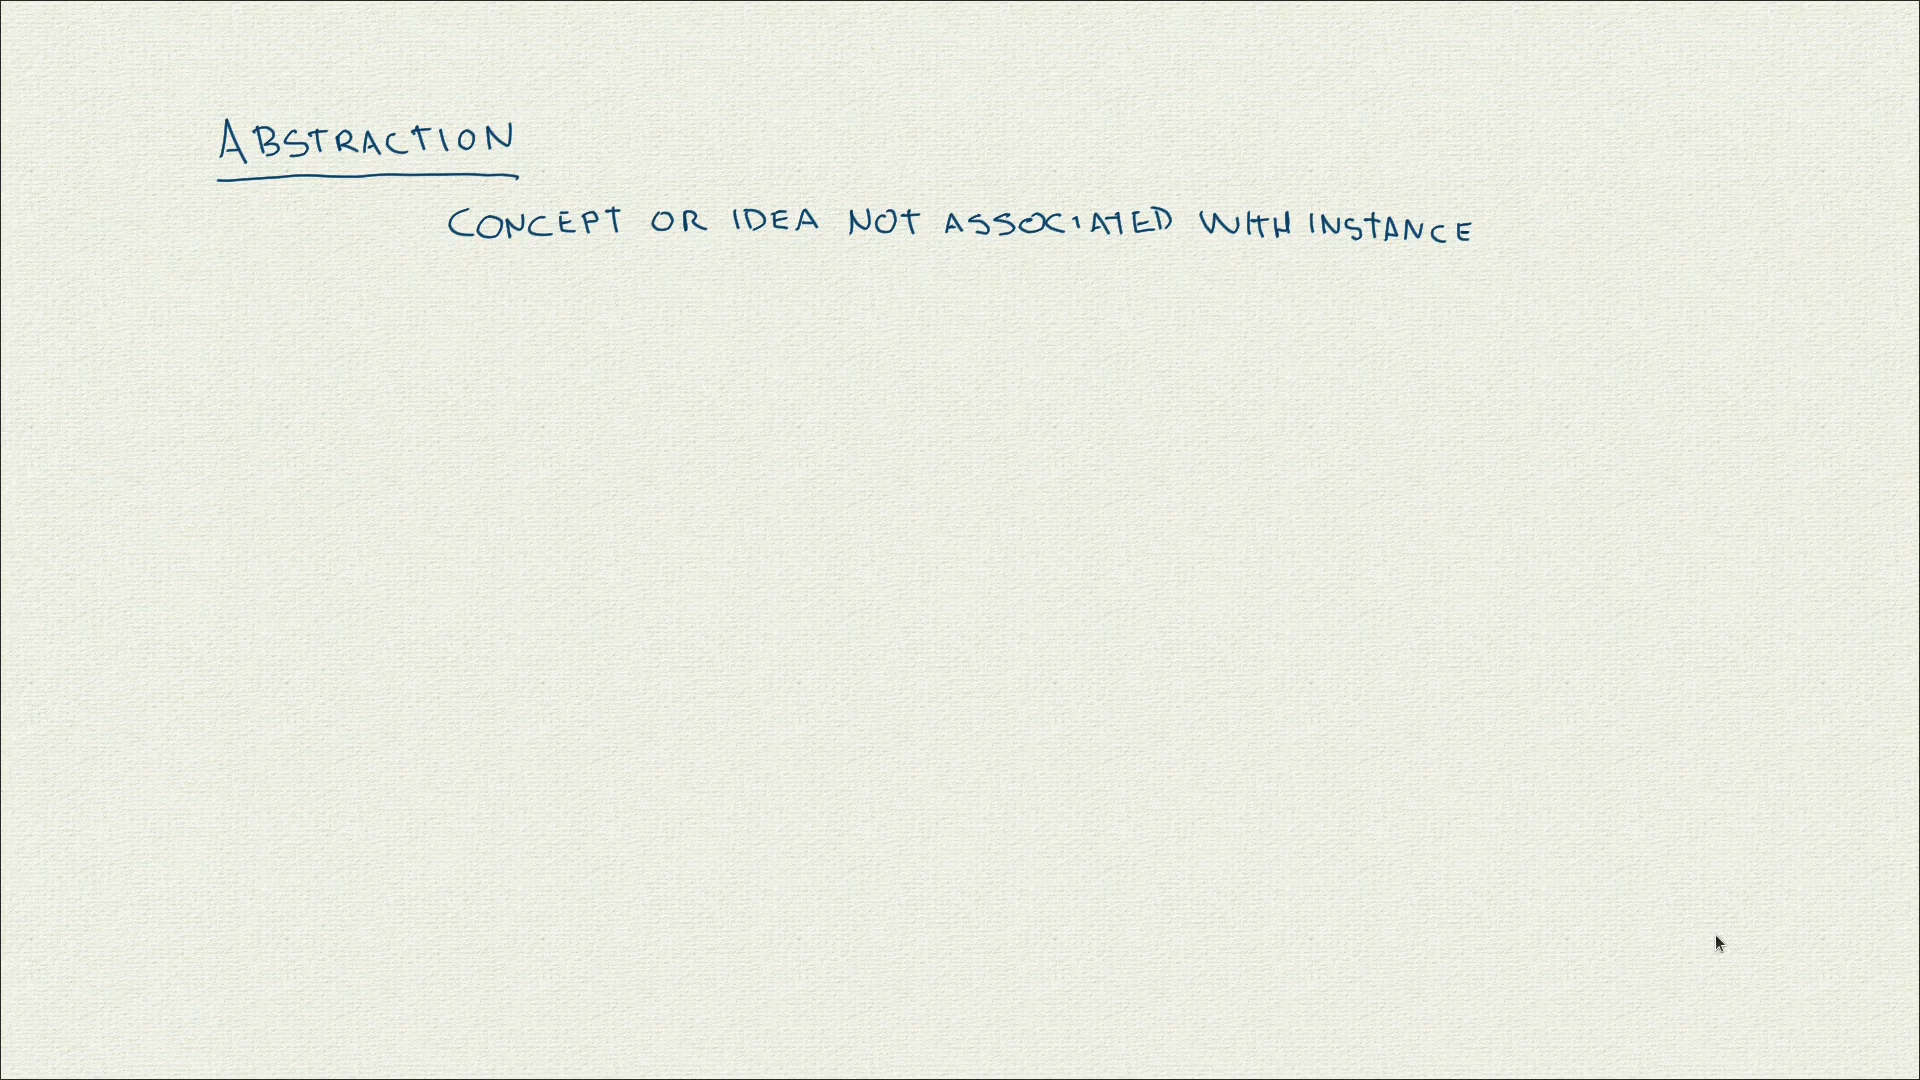 ABSTRACTION
CONCEPT OR IDEA NOT ASSOCIATED WITH INSTANCE